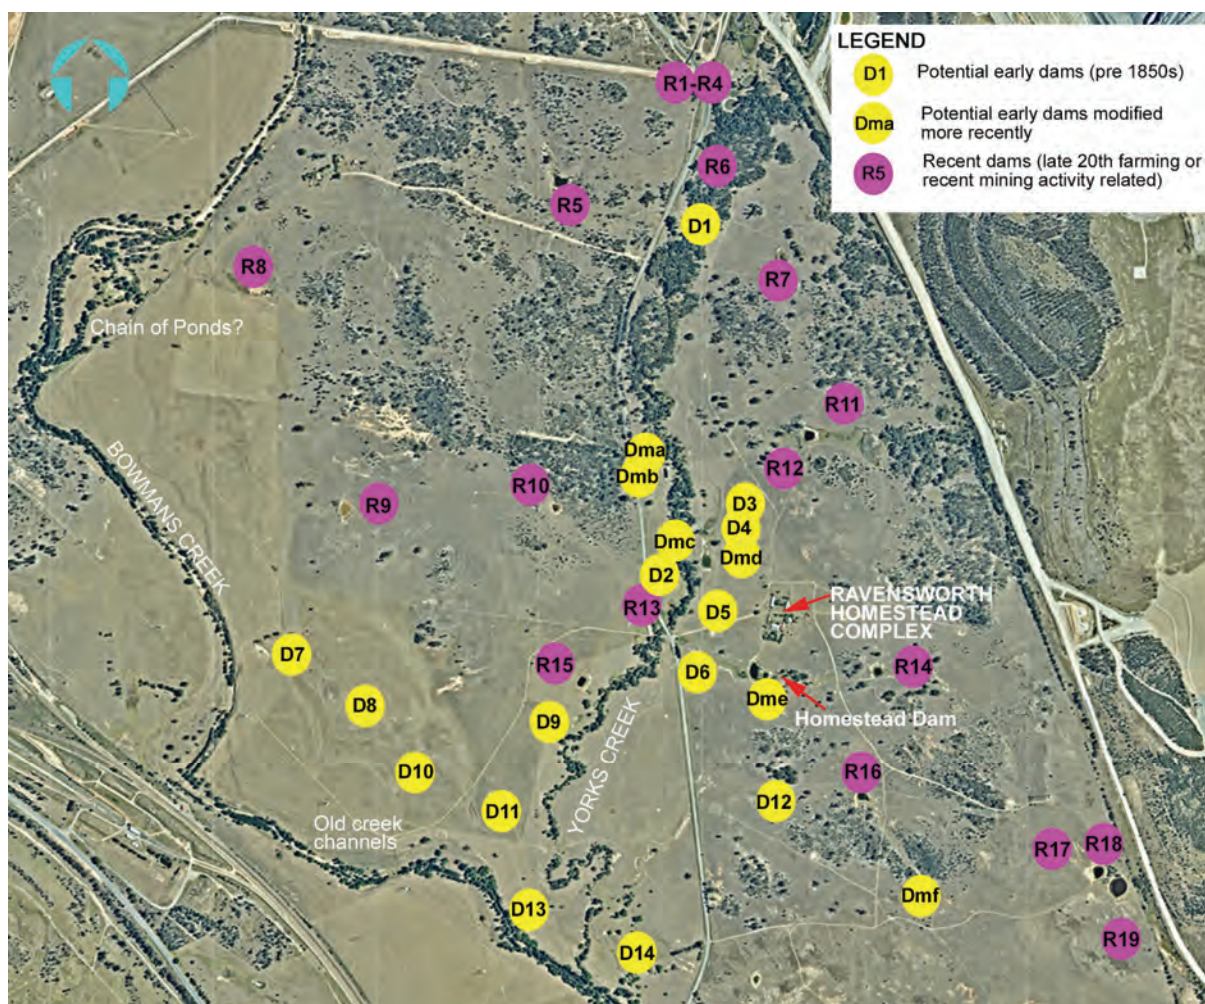 LEGEND
D1
Potential early dams (pre 1850s)
Dma
Potential early dams modified
more recently
R5
Recent dams (late 20th farming or
recent mining activity related)
R1-R4
R6
R5
D1
R8
R7
Chain of Ponds?
R11
Dma
Dmb
R12
R10
R9
D3
D4
Dmc
Dmd
BOWMANS CREEK
D2
R13
D5
RAVENSWORTH
HOMESTEAD
COMPLEX
D7
R15
D6
R14
Dme
Homestead Dam
D8
D9
YORKS CREEK
D10
R16
D11
D12
Old creek
channels
R17
R18
Dmf
D13
R19
D14